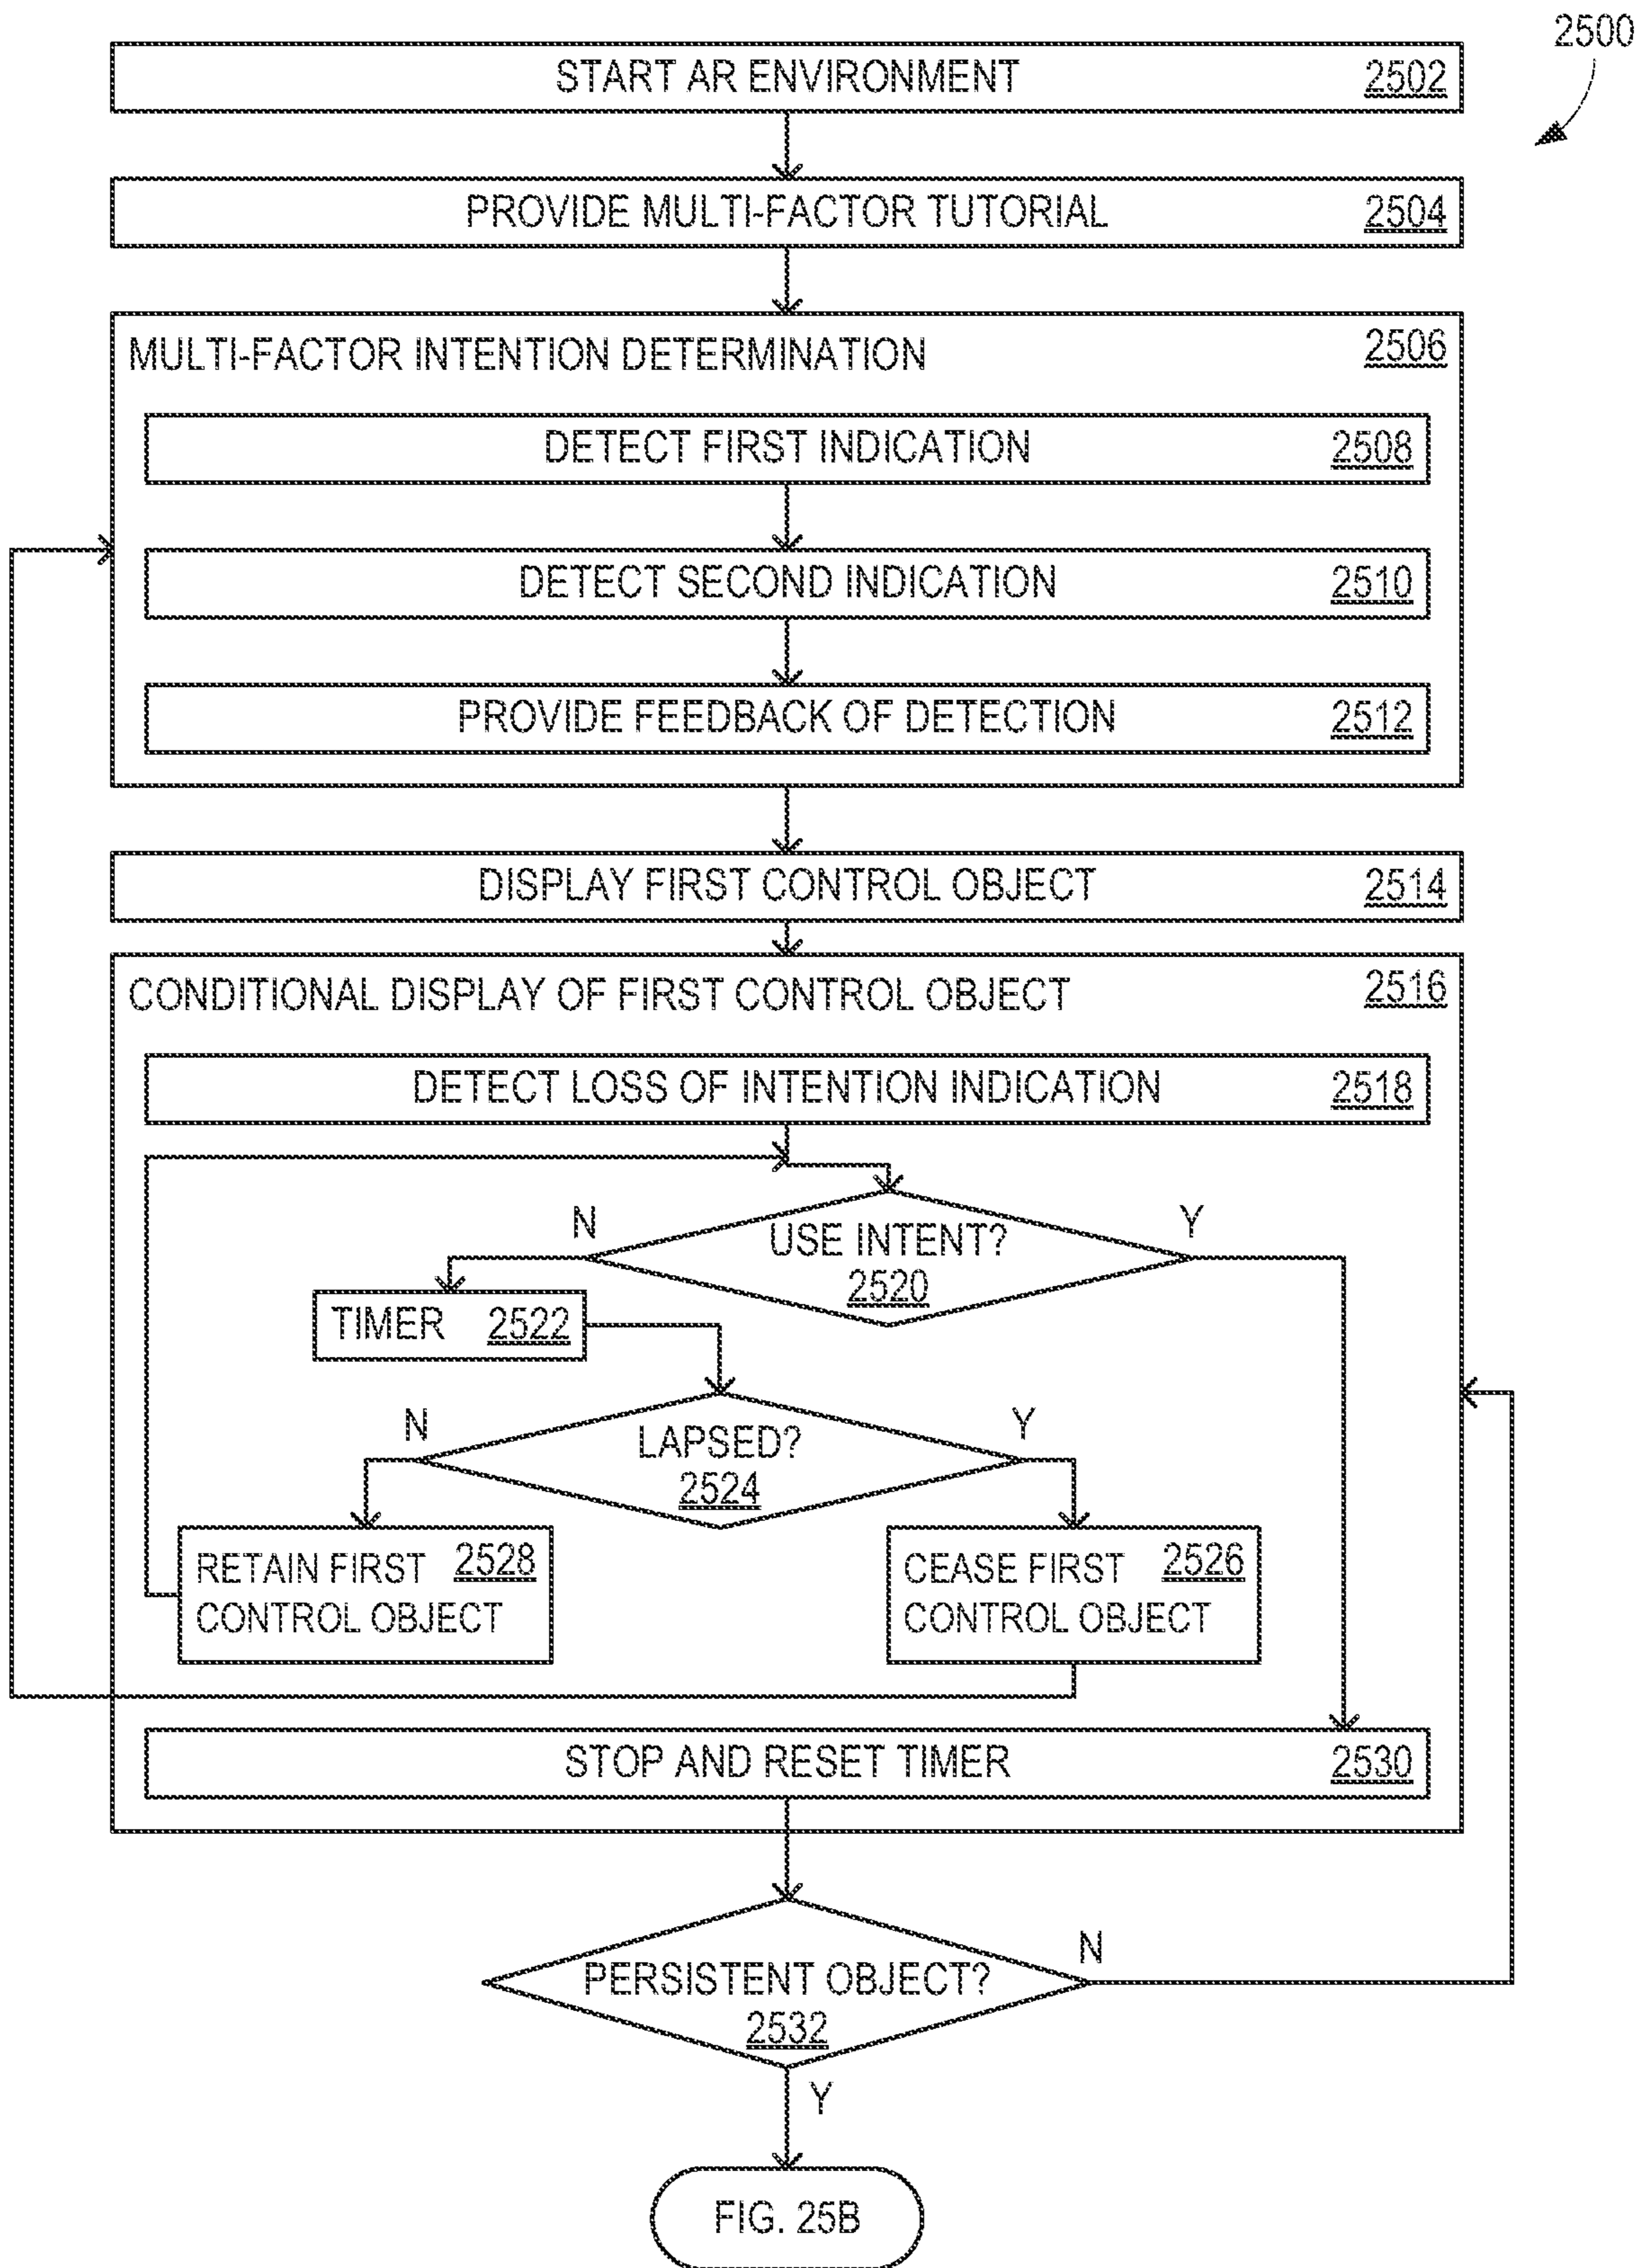 2500
START AR ENVIRONMENT 2502
PROVIDE MULTI-FACTOR TUTORIAL 2504
MULTI-FACTOR INTENTION DETERMINATION 2506
DETECT FIRST INDICATION 2508
DETECT SECOND INDICATION 2510
PROVIDE FEEDBACK OF DETECTION 2512
DISPLAY FIRST CONTROL OBJECT 2514
CONDITIONAL DISPLAY OF FIRST CONTROL OBJECT 2516
DETECT LOSS OF INTENTION INDICATION 2518
N
Y
USE INTENT?
2520
TIMER 2522
N
Y
LAPSED?
2524
RETAIN FIRST 2528
CONTROL OBJECT
CEASE FIRST 2526
CONTROL OBJECT
STOP AND RESET TIMER 2530
N
PERSISTENT OBJECT?
2532
Y
FIG. 25B